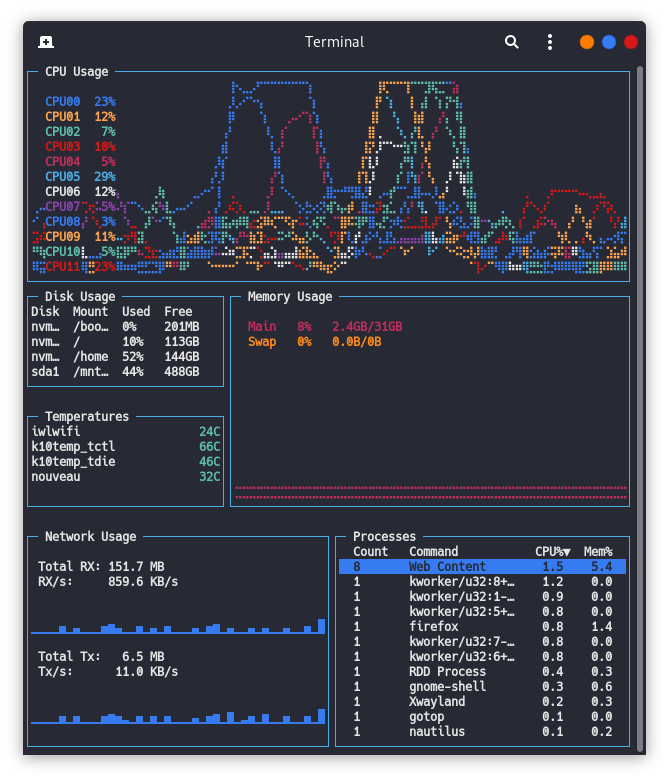 Terminal
CPU Usage
CPU00 23%
CPU01 12%
CPU02 7%
CPU03 10%
CPU04 5%
CPU05 29%
CPU06 12%
CPU07 5%
CPU08 3%
CPU09 11%
CPU10 5%
CPU11 23%
Disk Usage
Disk Mount Used Free
nvm… /boo… 0% 201MB
nvm… / 10% 113GB
nvm… /home 52% 144GB
sda1 /mnt… 44% 488GB
Memory Usage
Main 8% 2.4GB/31GB
Swap 0% 0.0B/0B
Temperatures
iwlwifi 24C
k10temp_tctl 66C
k10temp_tdie 46C
nouveau 32C
Network Usage
Total RX: 151.7 MB
RX/s: 859.6 KB/s
Total Tx: 6.5 MB
Tx/s: 11.0 KB/s
Processes
Count Command CPU%▼ Mem%
8 Web Content 1.5 5.4
1 kworker/u32:8+… 1.2 0.0
1 kworker/u32:1-… 0.9 0.0
1 kworker/u32:5+… 0.8 0.0
1 firefox 0.8 1.4
1 kworker/u32:7-… 0.8 0.0
1 kworker/u32:6+… 0.8 0.0
1 RDD Process 0.4 0.3
1 gnome-shell 0.3 0.6
1 Xwayland 0.2 0.3
1 gotop 0.1 0.0
1 nautilus 0.1 0.2